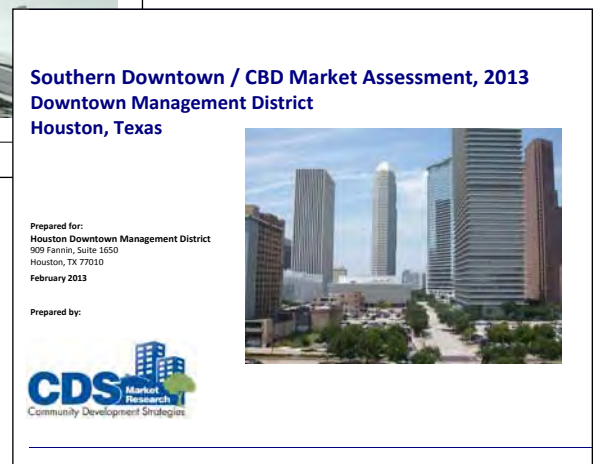 Southern Downtown / CBD Market Assessment, 2013
Downtown Management District
Houston, Texas
Prepared for:
Houston Downtown Management District
909 Fannin, Suite 1650
Houston, TX 77010
February 2013
Prepared by:
CDS Market
Research
Community Development Strategies